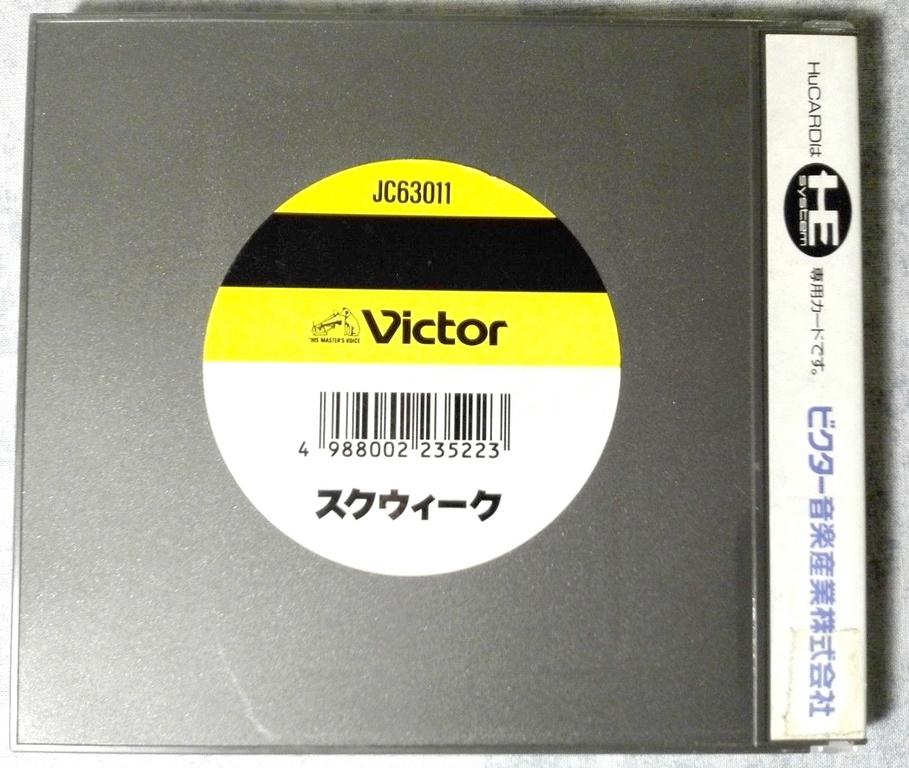 JC63011
"HIS MASTER'S VOICE"
Victor
4 988002 235223
スクウィーク
HuCARDは
HE
SYSTEM
専用カードです。
ビクター音楽産業株式会社